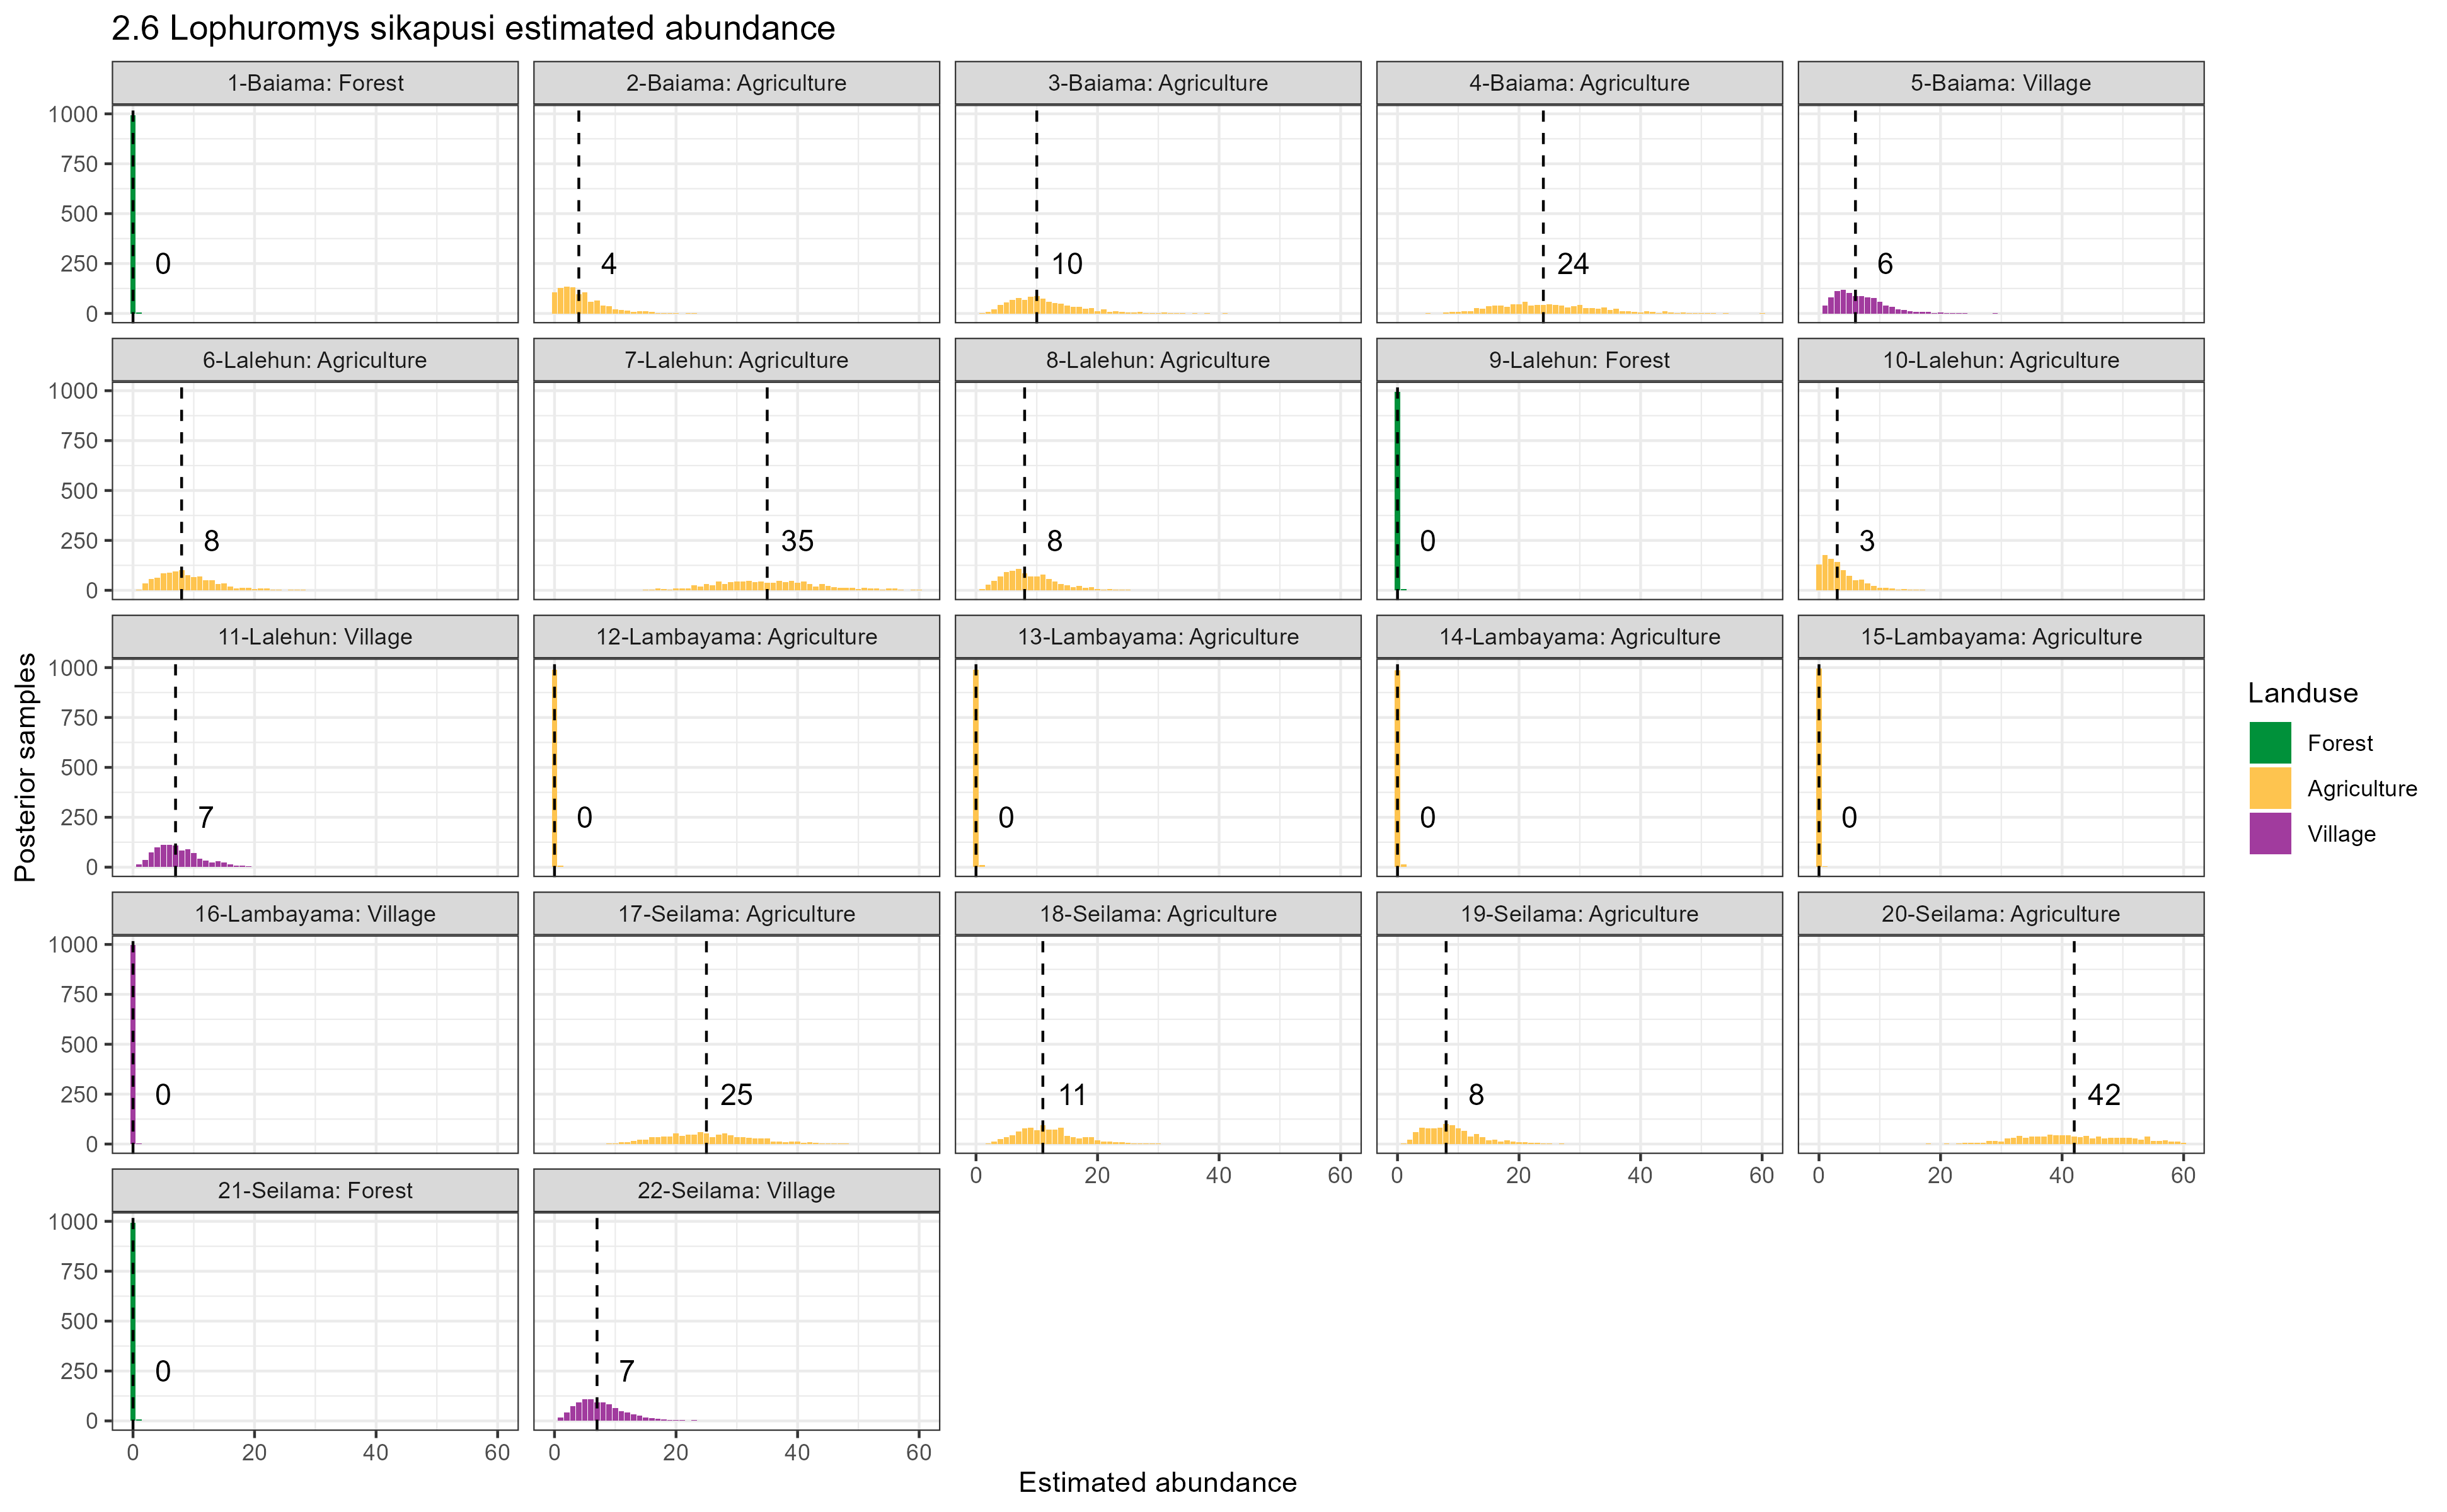 2.6 Lophuromys sikapusi estimated abundance
1-Baiama: Forest
2-Baiama: Agriculture
3-Baiama: Agriculture
4-Baiama: Agriculture
5-Baiama: Village
1000
750
500
250
0
0
4
10
24
6
6-Lalehun: Agriculture
7-Lalehun: Agriculture
8-Lalehun: Agriculture
9-Lalehun: Forest
10-Lalehun: Agriculture
1000
750
500
250
0
8
35
8
0
3
11-Lalehun: Village
12-Lambayama: Agriculture
13-Lambayama: Agriculture
14-Lambayama: Agriculture
15-Lambayama: Agriculture
1000
750
500
250
0
7
0
0
0
0
16-Lambayama: Village
17-Seilama: Agriculture
18-Seilama: Agriculture
19-Seilama: Agriculture
20-Seilama: Agriculture
1000
750
500
250
0
0
25
11
8
42
0 20 40 60
0 20 40 60
0 20 40 60
21-Seilama: Forest
22-Seilama: Village
1000
750
500
250
0
0
7
0 20 40 60
0 20 40 60
Estimated abundance
Posterior samples
Landuse
Forest
Agriculture
Village